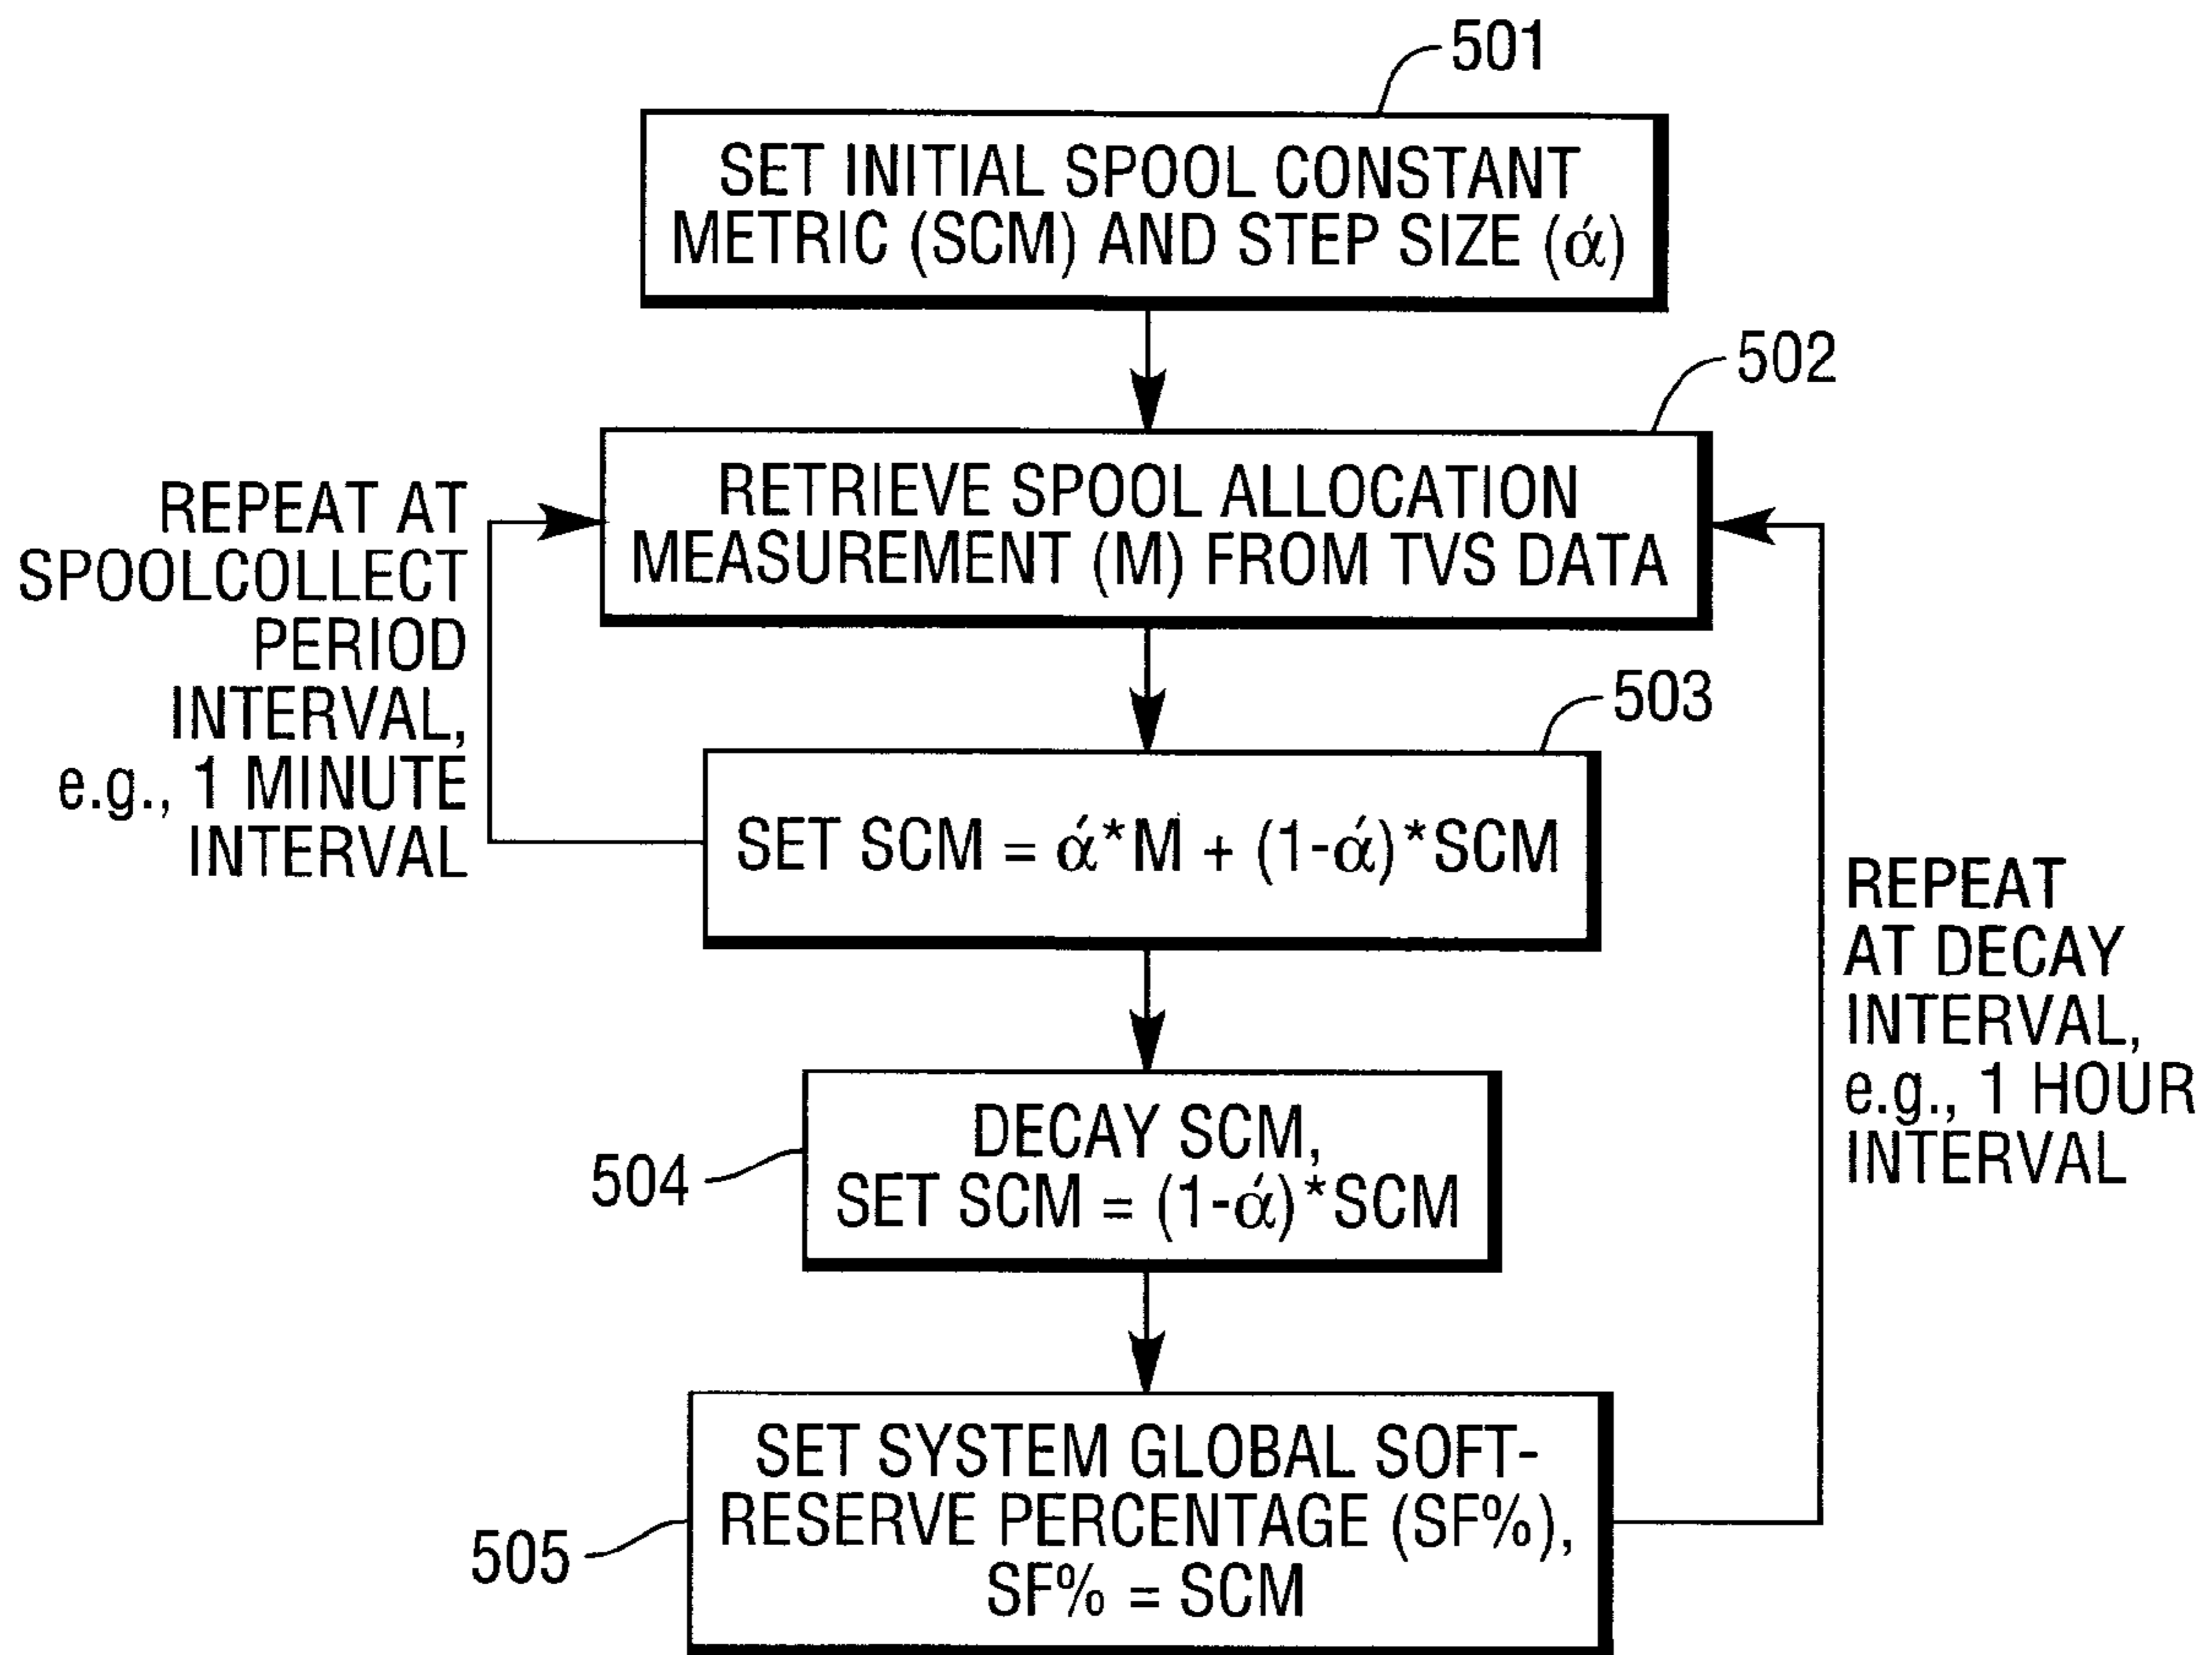 501
SET INITIAL SPOOL CONSTANT
METRIC (SCM) AND STEP SIZE (ά)
502
RETRIEVE SPOOL ALLOCATION
MEASUREMENT (M) FROM TVS DATA
REPEAT AT
SPOOLCOLLECT
PERIOD
INTERVAL,
e.g., 1 MINUTE
INTERVAL
503
SET SCM = ά*M + (1-ά)*SCM
REPEAT
AT DECAY
INTERVAL,
e.g., 1 HOUR
INTERVAL
504
DECAY SCM,
SET SCM = (1-ά)*SCM
505
SET SYSTEM GLOBAL SOFT-
RESERVE PERCENTAGE (SF%),
SF% = SCM